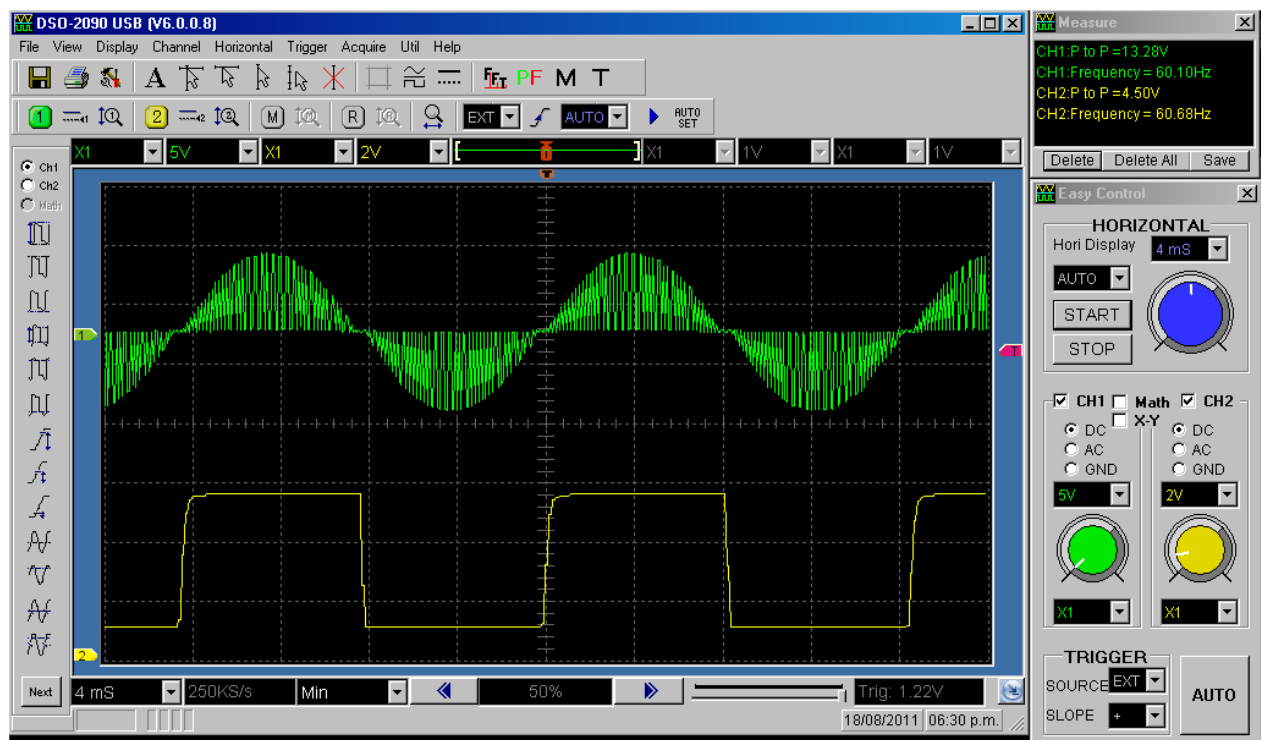 DSO-2090 USB (V6.0.0.8)
File View Display Channel Horizontal Trigger Acquire Util Help
A FFT PF M T
1 2 M R EXT AUTO AUTO SET
X1 5V X1 2V X1 1V X1 1V
Ch1
Ch2
Math
T
1
T
2
Next
4 mS 250KS/s Min 50% Trig: 1.22V
18/08/2011 06:30 p.m.
Measure
CH1:P to P =13.28V
CH1:Frequency = 60.10Hz
CH2:P to P =4.50V
CH2:Frequency = 60.68Hz
Delete Delete All Save
Easy Control
HORIZONTAL
Hori Display 4 mS
AUTO
START
STOP
CH1 Math CH2
X-Y
DC DC
AC AC
GND GND
5V 2V
X1 X1
TRIGGER
SOURCE EXT
SLOPE +
AUTO